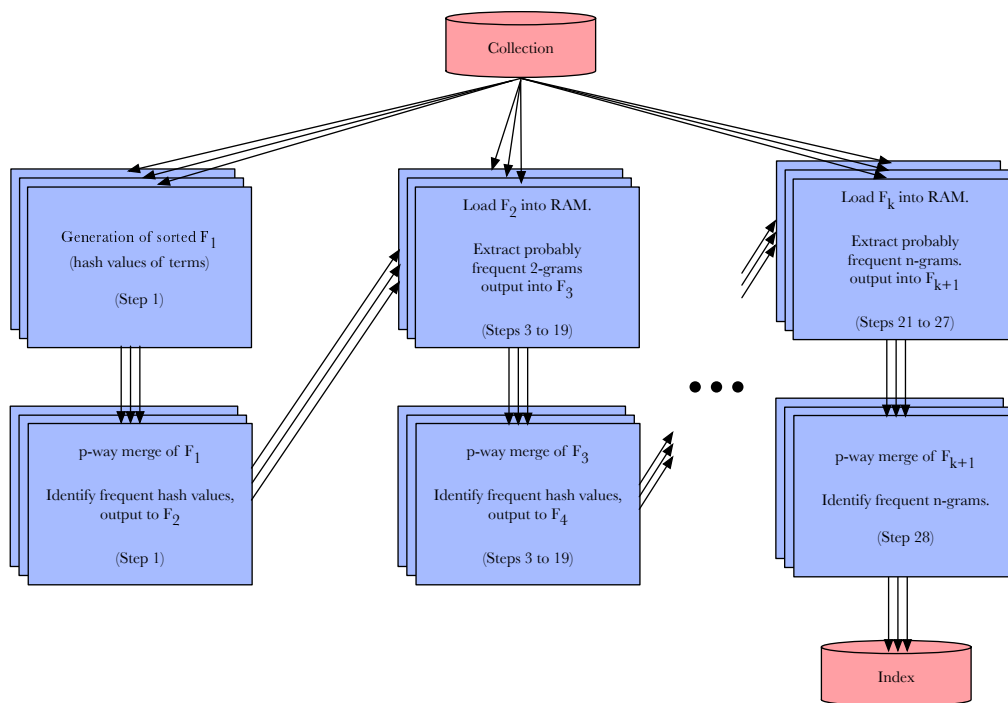 Collection
Generation of sorted F1
(hash values of terms)
(Step 1)
Load F2 into RAM.
Extract probably
frequent 2-grams
output into F3
(Steps 3 to 19)
Load Fk into RAM.
Extract probably
frequent n-grams.
output into Fk+1
(Steps 21 to 27)
p-way merge of F1
Identify frequent hash values,
output to F2
(Step 1)
p-way merge of F3
Identify frequent hash values,
output to F4
(Steps 3 to 19)
p-way merge of Fk+1
Identify frequent n-grams.
(Step 28)
Index